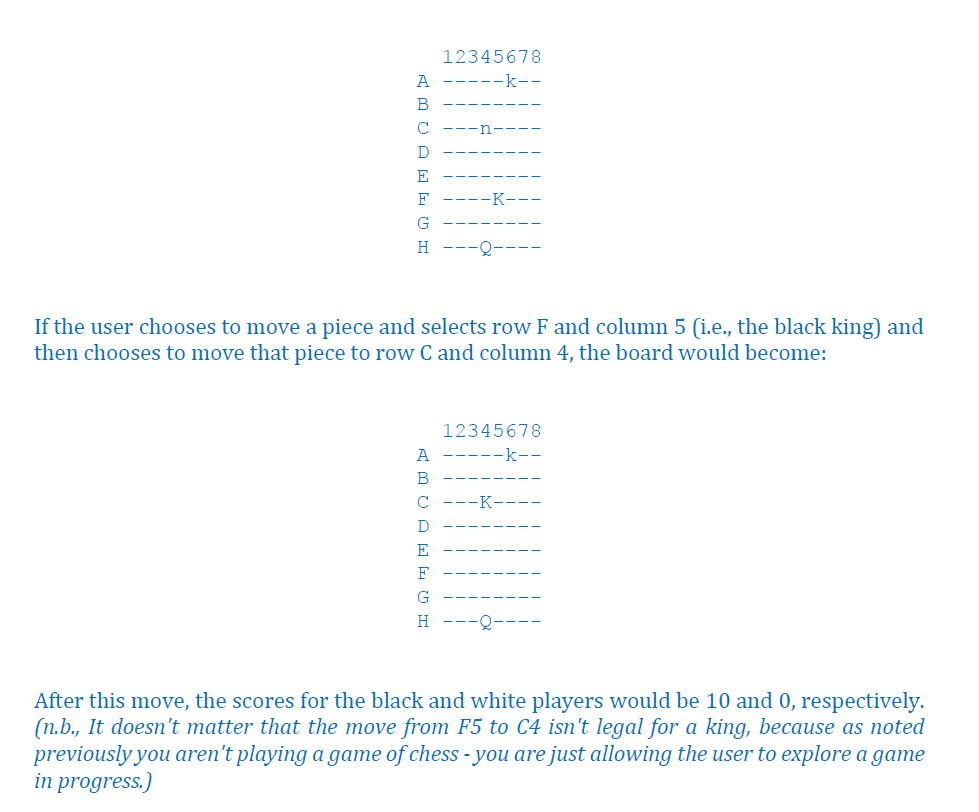 12345678
A -----k--
B --------
C ---n----
D --------
E --------
F ----K---
G --------
H ---Q----
If the user chooses to move a piece and selects row F and column 5 (i.e., the black king) and
then chooses to move that piece to row C and column 4, the board would become:
12345678
A -----k--
B --------
C ---K----
D --------
E --------
F --------
G --------
H ---Q----
After this move, the scores for the black and white players would be 10 and 0, respectively.
(n.b., It doesn't matter that the move from F5 to C4 isn't legal for a king, because as noted
previously you aren't playing a game of chess - you are just allowing the user to explore a game
in progress.)